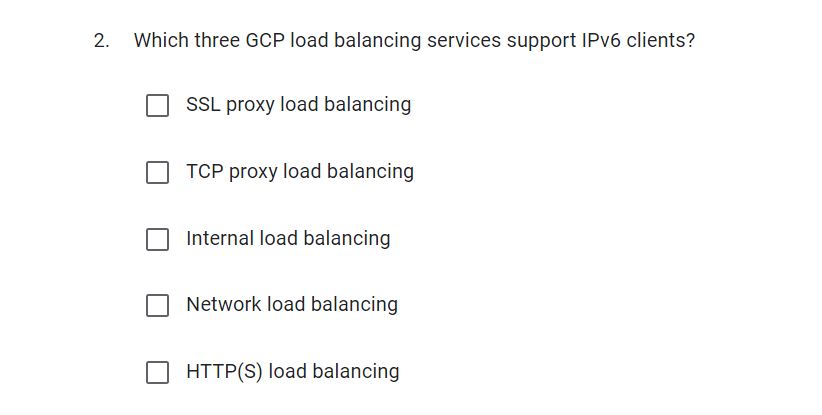 2. Which three GCP load balancing services support IPv6 clients?
SSL proxy load balancing
TCP proxy load balancing
Internal load balancing
Network load balancing
HTTP(S) load balancing